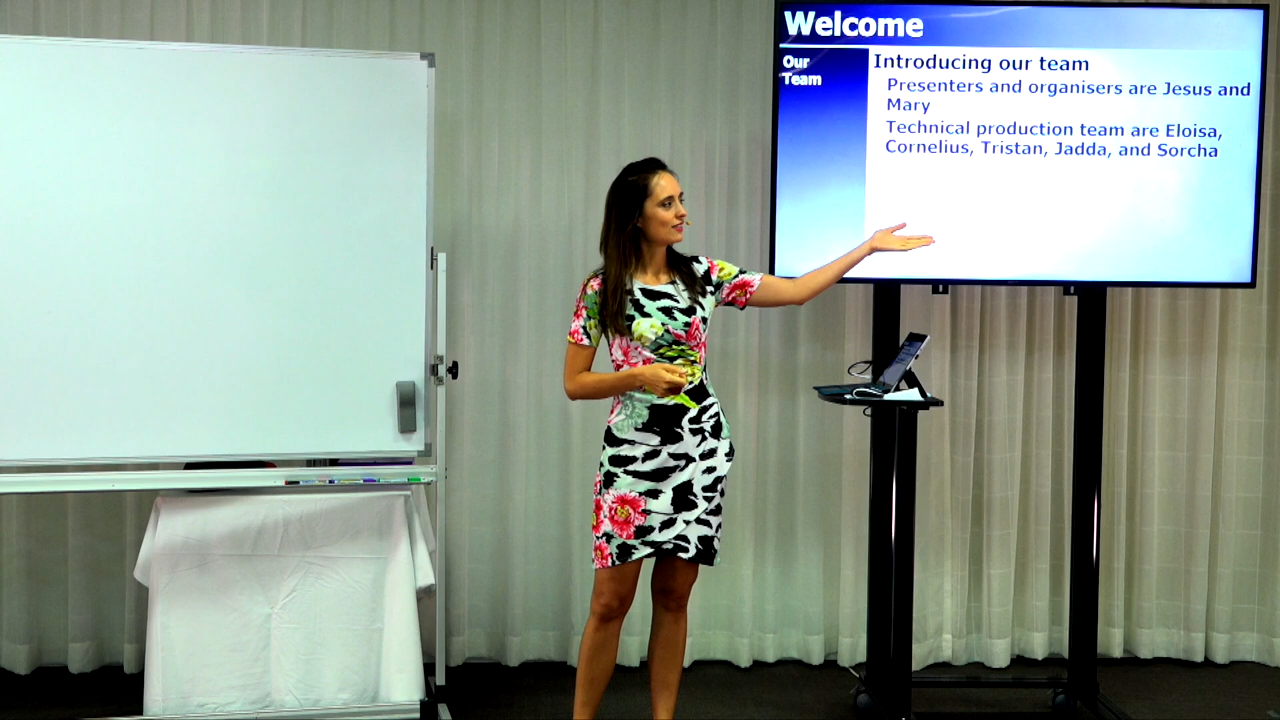 Welcome
Our
Team
Introducing our team
Presenters and organisers are Jesus and
Mary
Technical production team are Eloisa,
Cornelius, Tristan, Jadda, and Sorcha